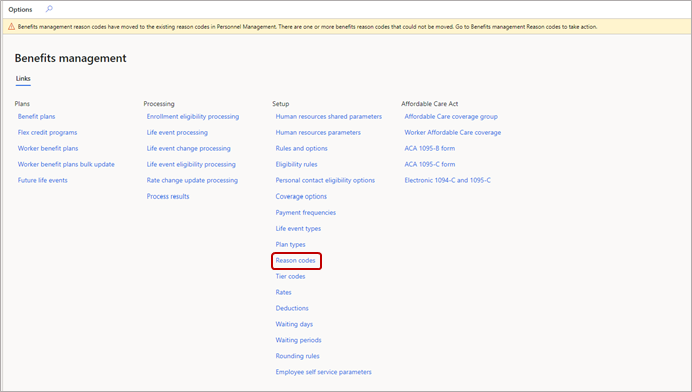 Options
Benefits management reason codes have moved to the existing reason codes in Personnel Management. There are one or more benefits reason codes that could not be moved. Go to Benefits management Reason codes to take action.
Benefits management
Links
Plans
Benefit plans
Flex credit programs
Worker benefit plans
Worker benefit plans bulk update
Future life events
Processing
Enrollment eligibility processing
Life event processing
Life event change processing
Life event eligibility processing
Rate change update processing
Process results
Setup
Human resources shared parameters
Human resources parameters
Rules and options
Eligibility rules
Personal contact eligibility options
Coverage options
Payment frequencies
Life event types
Plan types
Reason codes
Tier codes
Rates
Deductions
Waiting days
Waiting periods
Rounding rules
Employee self service parameters
Affordable Care Act
Affordable Care coverage group
Worker Affordable Care coverage
ACA 1095-B form
ACA 1095-C form
Electronic 1094-C and 1095-C